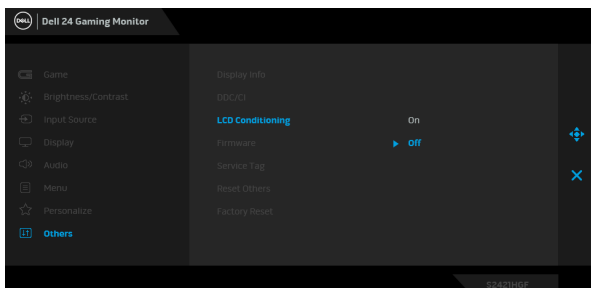 DELL Dell 24 Gaming Monitor
Game
Display Info
Brightness/Contrast
DDC/CI
Input Source
LCD Conditioning
On
Display
Firmware
Off
Audio
Service Tag
Menu
Reset Others
Personalize
Factory Reset
Others
S2421HGF